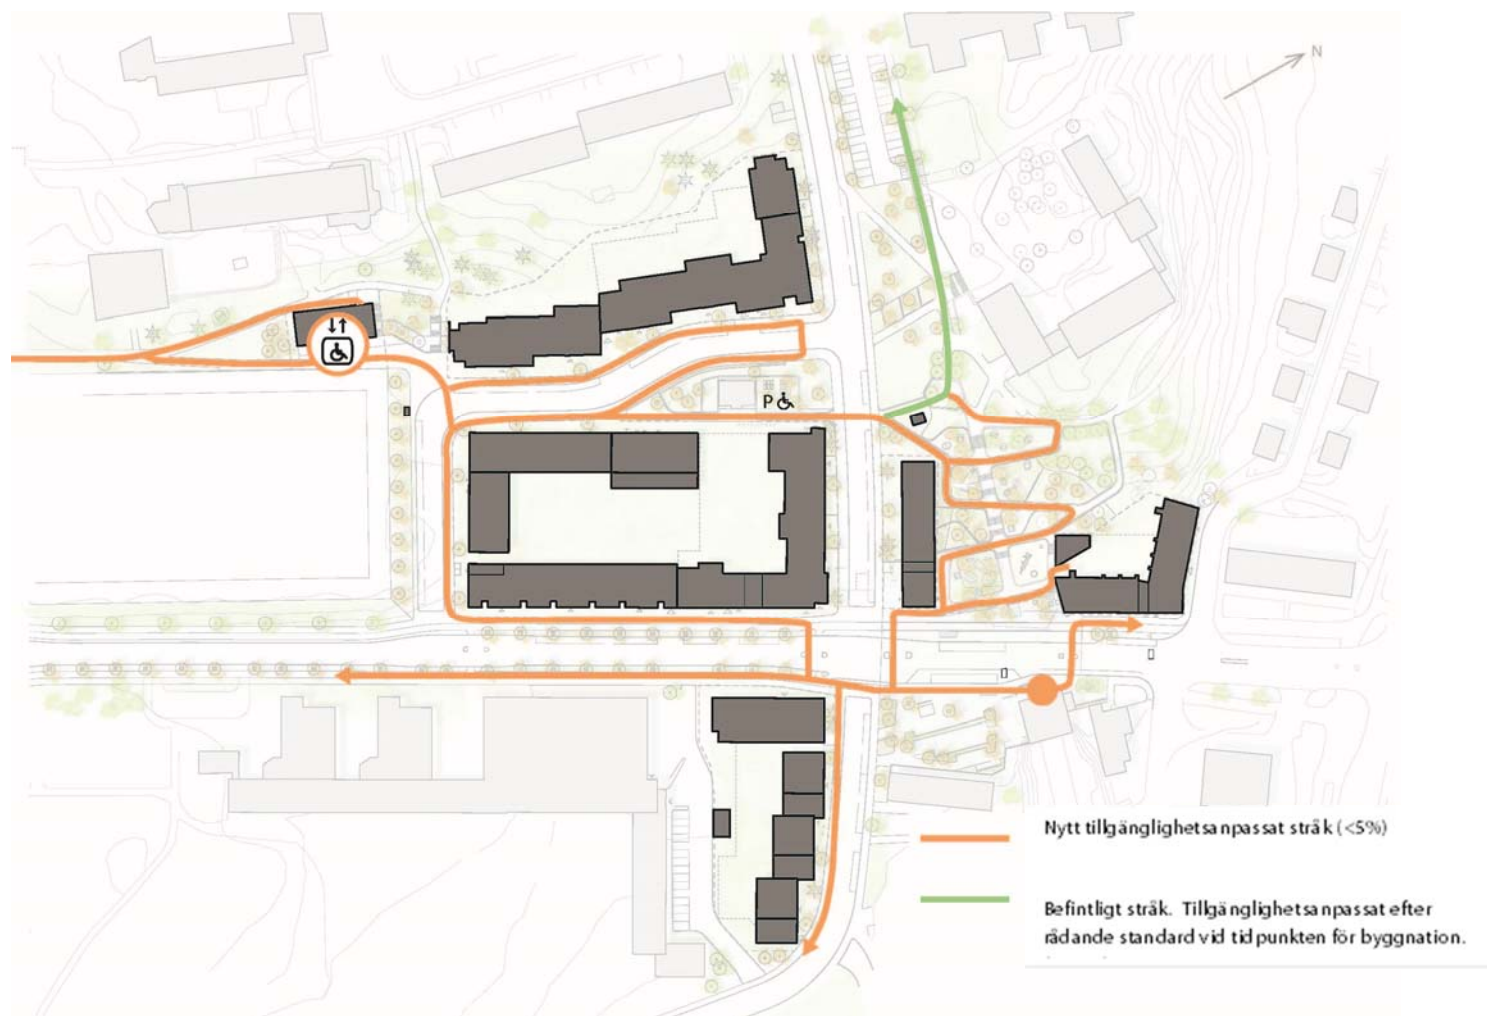 N
P
Nytt tillgänglighetsanpassat stråk (<5%)
Befintligt stråk. Tillgänglighetsanpassat efter
rådande standard vid tidpunkten för byggnation.